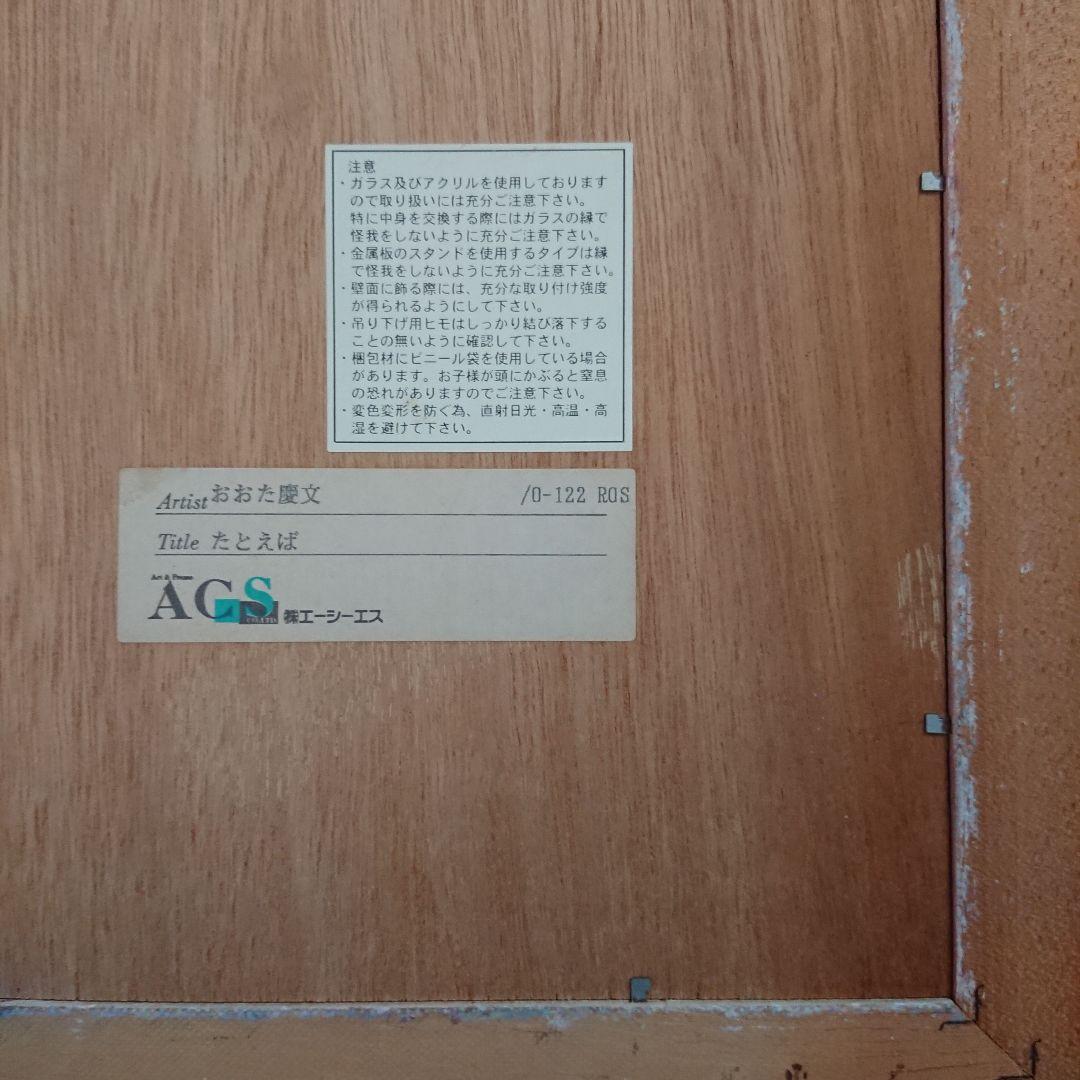 注意
・ガラス及びアクリルを使用しております
ので取り扱いには充分ご注意下さい。
特に中身を交換する際にはガラスの縁で
怪我をしないように充分ご注意下さい。
・金属板のスタンドを使用するタイプは縁
で怪我をしないように充分ご注意下さい。
・壁面に飾る際には、充分な取り付け強度
が得られるようにして下さい。
・吊り下げ用ヒモはしっかり結び落下する
ことの無いように確認して下さい。
・梱包材にビニール袋を使用している場合
があります。お子様が頭にかぶると窒息
の恐れがありますのでご注意下さい。
・変色変形を防ぐ為、直射日光・高温・高
湿を避けて下さい。
Artist おおた慶文 /0-122 ROS
Title たとえば
Art & Frame
ACS
CO.,LTD
㈱エーシーエス